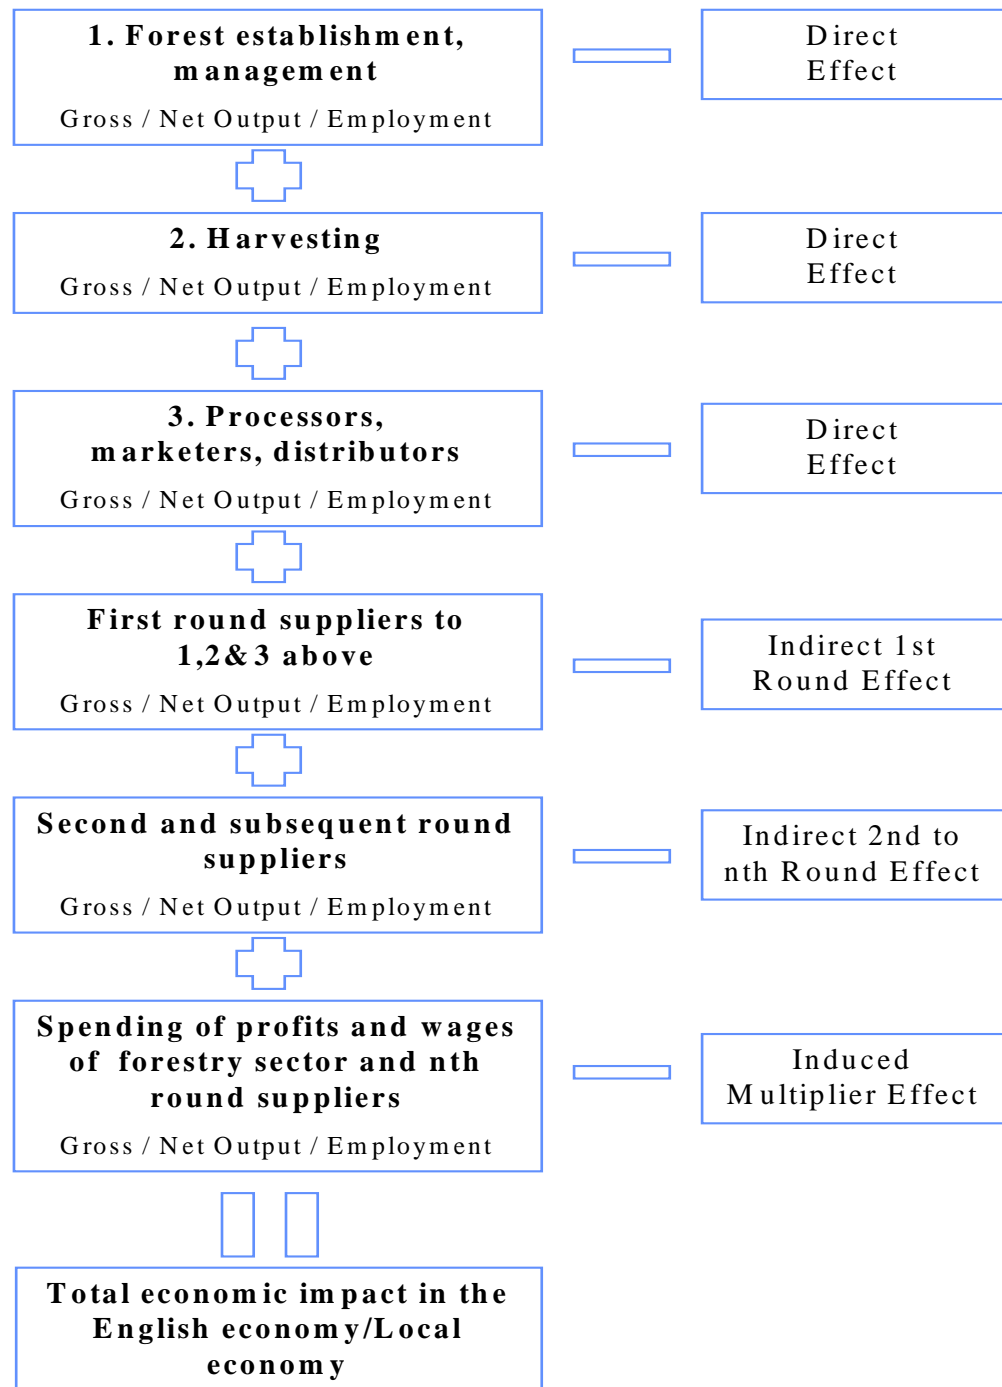 1. Forest establishment,
management
Gross / Net Output / Employment
Direct
Effect
2. Harvesting
Gross / Net Output / Employment
Direct
Effect
3. Processors,
marketers, distributors
Gross / Net Output / Employment
Direct
Effect
First round suppliers to
1,2&3 above
Gross / Net Output / Employment
Indirect 1st
Round Effect
Second and subsequent round
suppliers
Gross / Net Output / Employment
Indirect 2nd to
nth Round Effect
Spending of profits and wages
of forestry sector and nth
round suppliers
Gross / Net Output / Employment
Induced
Multiplier Effect
Total economic impact in the
English economy/Local
economy